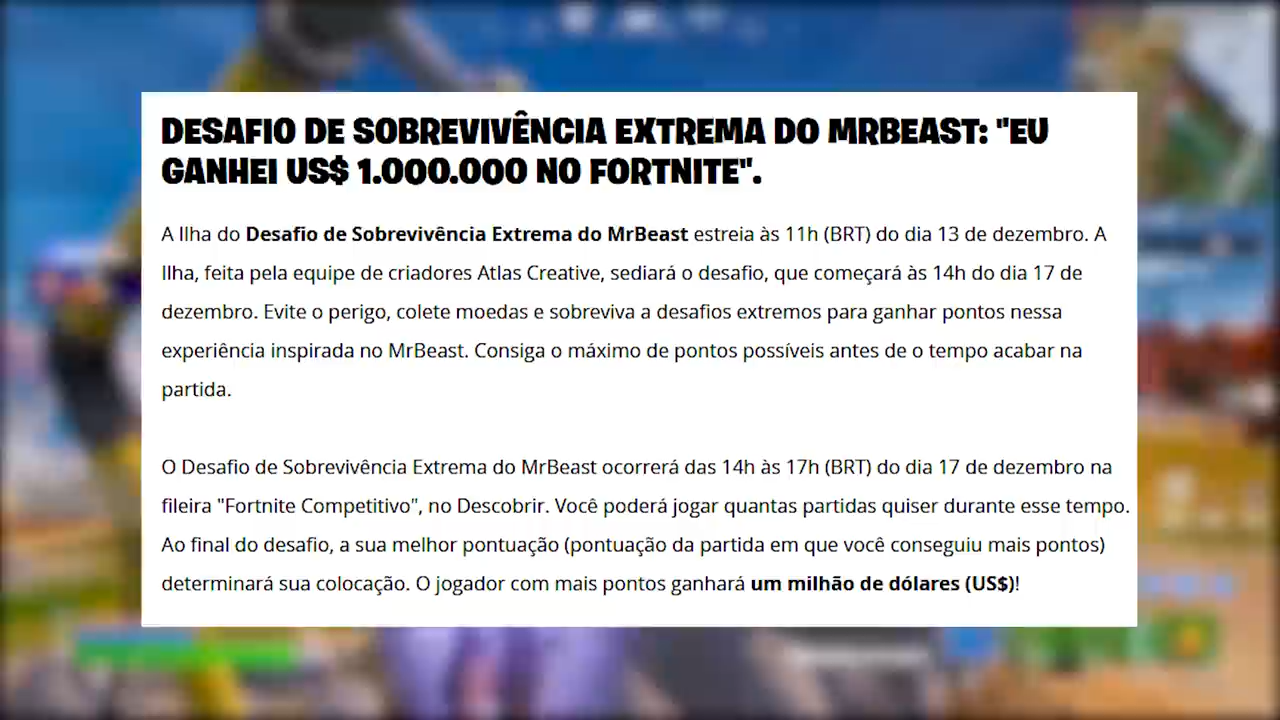 DESAFIO DE SOBREVIVÊNCIA EXTREMA DO MRBEAST: "EU
GANHEI US$ 1.000.000 NO FORTNITE".
A Ilha do Desafio de Sobrevivência Extrema do MrBeast estreia às 11h (BRT) do dia 13 de dezembro. A
Ilha, feita pela equipe de criadores Atlas Creative, sediará o desafio, que começará às 14h do dia 17 de
dezembro. Evite o perigo, colete moedas e sobreviva a desafios extremos para ganhar pontos nessa
experiência inspirada no MrBeast. Consiga o máximo de pontos possíveis antes de o tempo acabar na
partida.
O Desafio de Sobrevivência Extrema do MrBeast ocorrerá das 14h às 17h (BRT) do dia 17 de dezembro na
fileira "Fortnite Competitivo", no Descobrir. Você poderá jogar quantas partidas quiser durante esse tempo.
Ao final do desafio, a sua melhor pontuação (pontuação da partida em que você conseguiu mais pontos)
determinará sua colocação. O jogador com mais pontos ganhará um milhão de dólares (US$)!